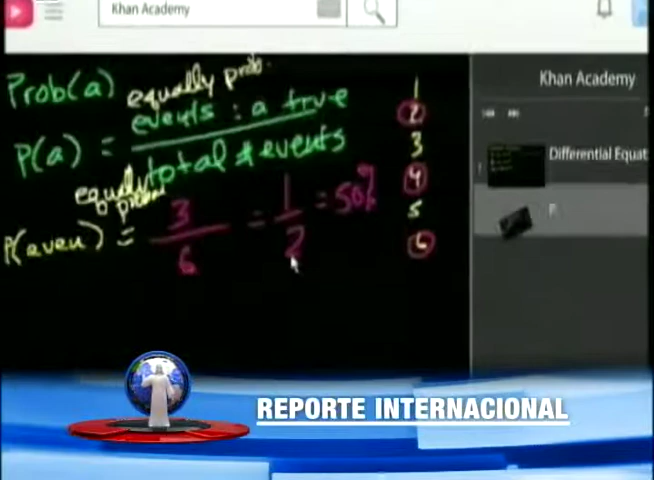 Khan Academy
Prob(a) equally prob.
P(a) = events : a true
total # events
equally
P(even) = 3/6 = 1/2 = 50%
1
2
3
4
5
6
Khan Academy
Differential Equat
REPORTE INTERNACIONAL